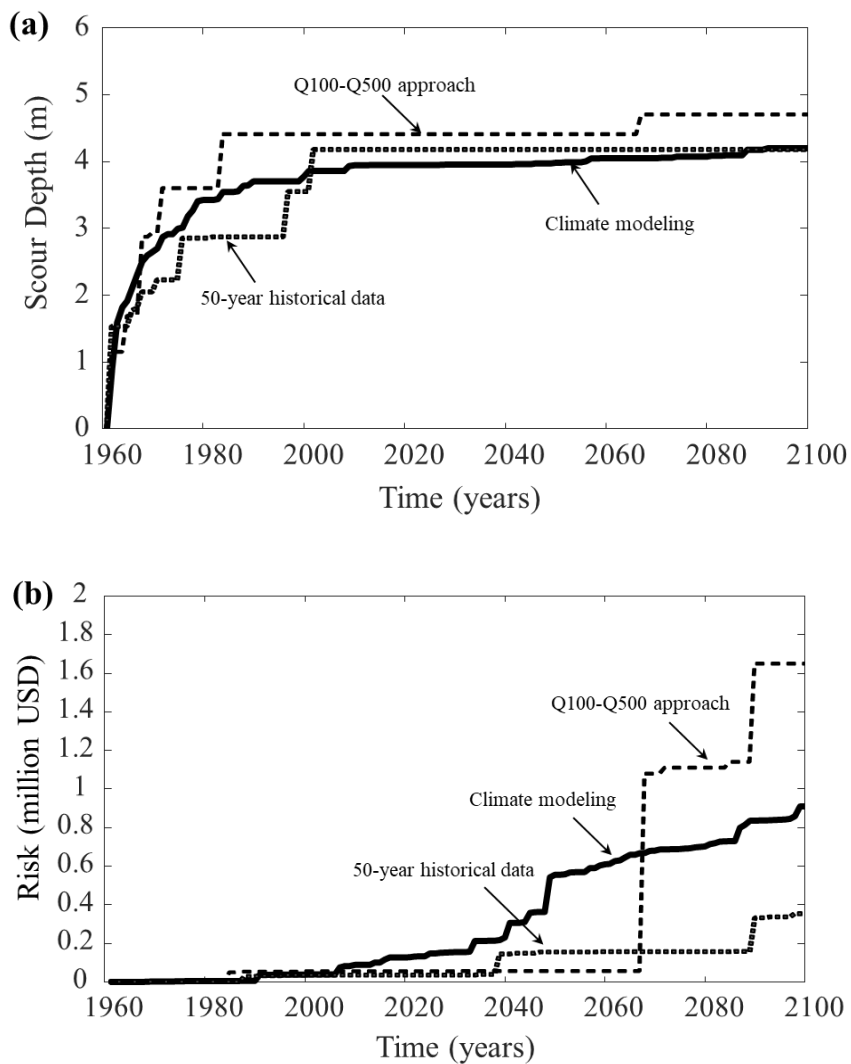 (a)
6
5
4
3
2
1
0
Scour Depth (m)
Q100-Q500 approach
Climate modeling
50-year historical data
1960 1980 2000 2020 2040 2060 2080 2100
Time (years)
(b)
2
1.8
1.6
1.4
1.2
1
0.8
0.6
0.4
0.2
0
Risk (million USD)
Q100-Q500 approach
Climate modeling
50-year historical data
1960 1980 2000 2020 2040 2060 2080 2100
Time (years)